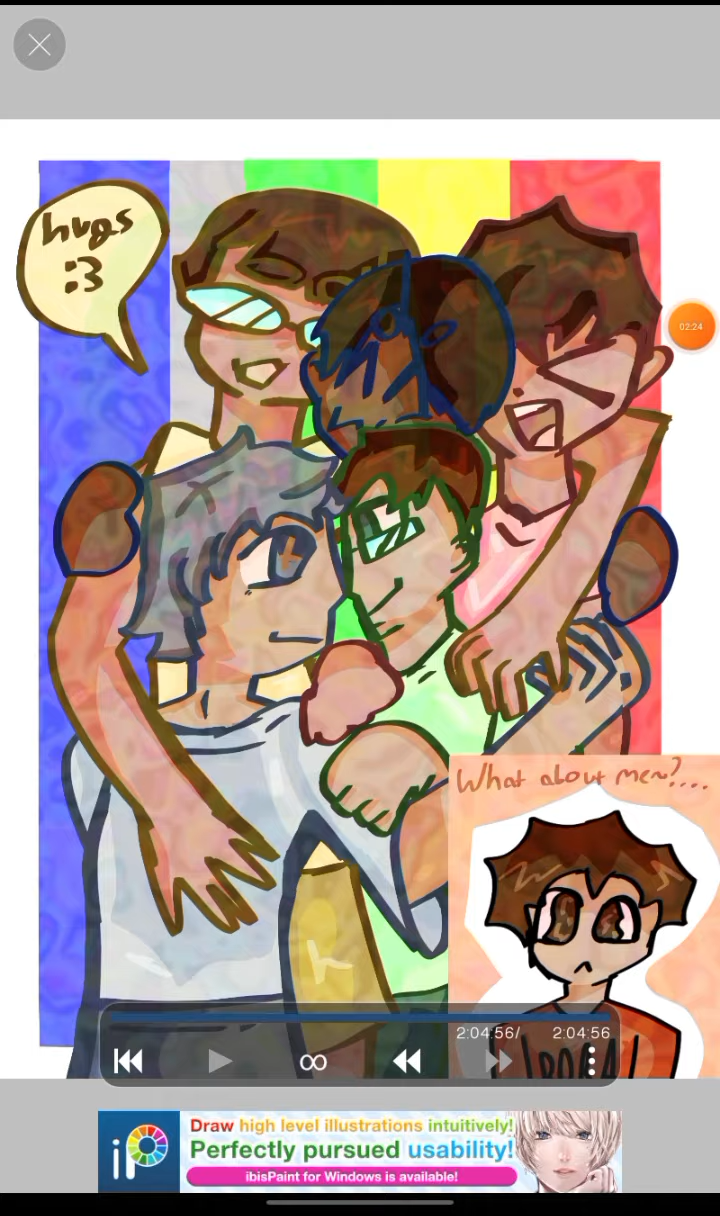 hugs
:3
02:24
What about me~?....
h
2:04:56/ 2:04:56
iP
Draw high level illustrations intuitively!
Perfectly pursued usability!
ibisPaint for Windows is available!